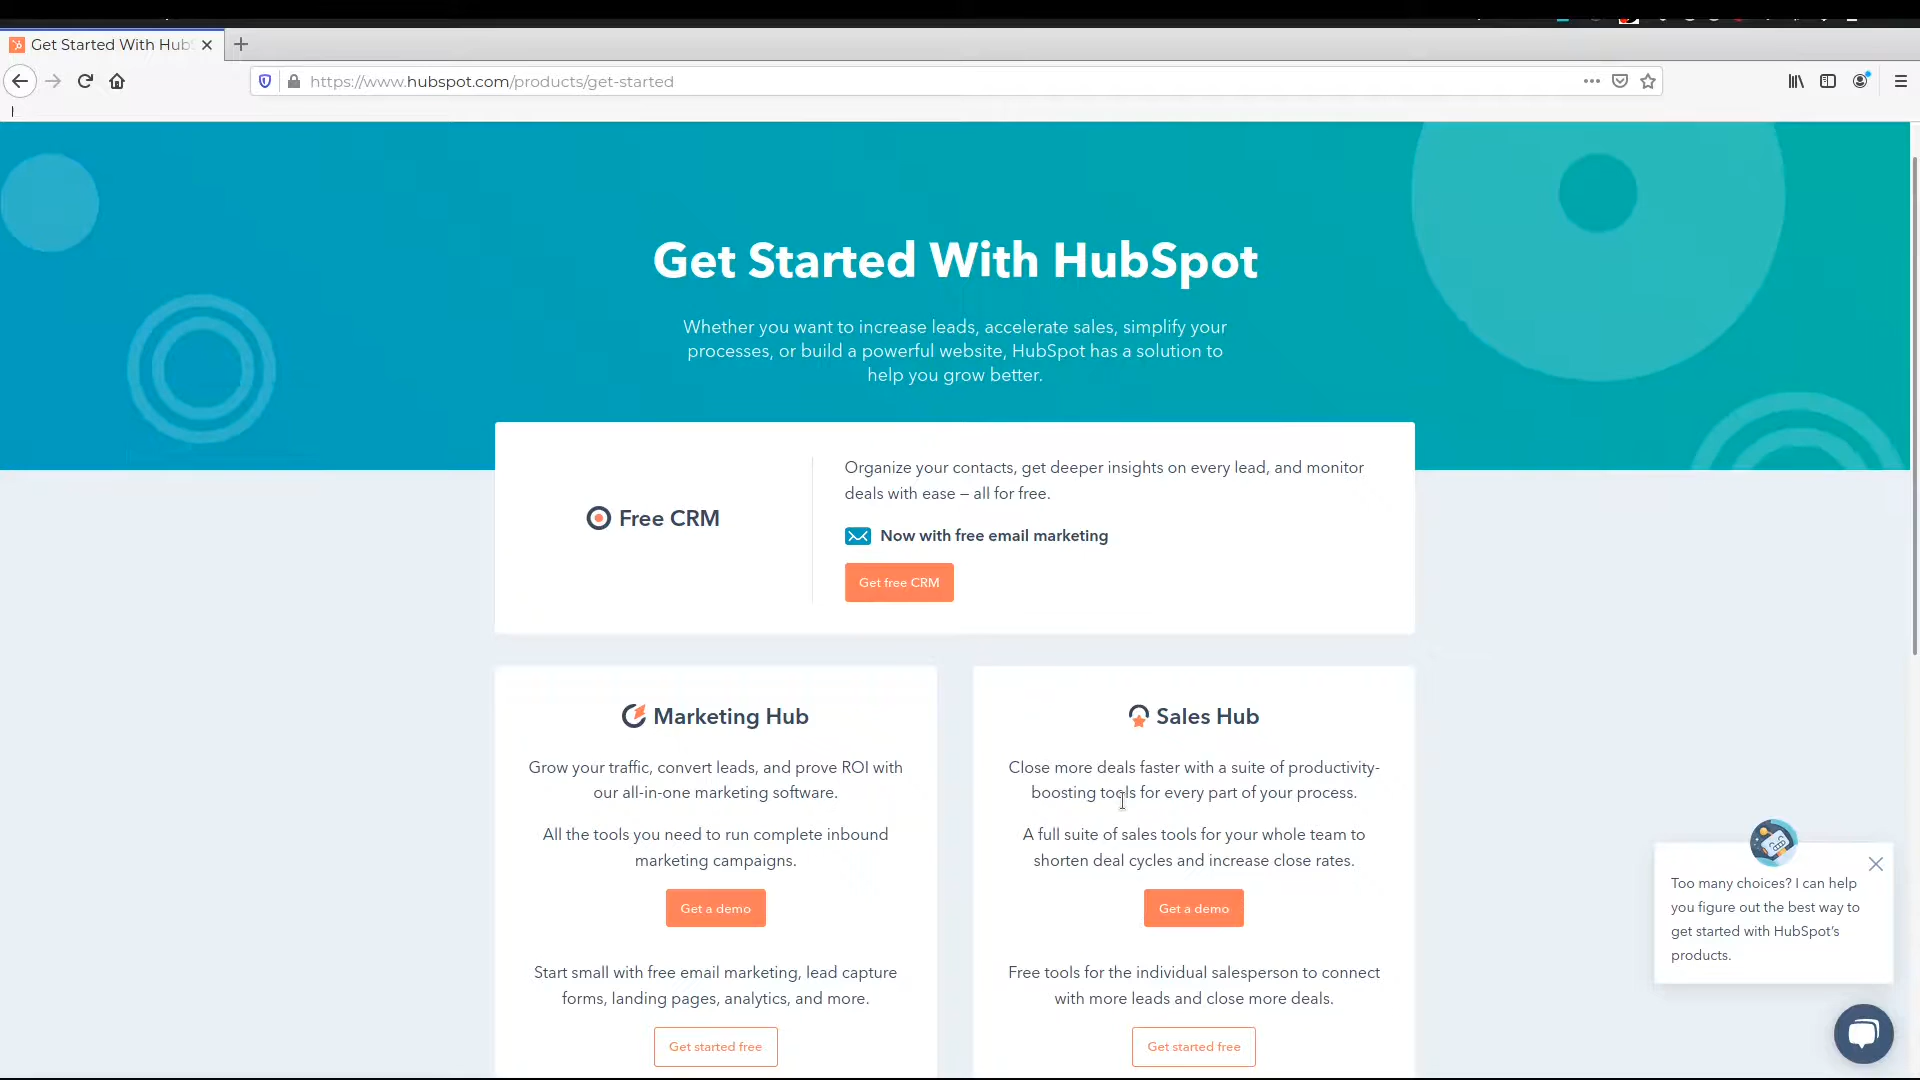 Get Started With Hub
https://www.hubspot.com/products/get-started
Get Started With HubSpot
Whether you want to increase leads, accelerate sales, simplify your
processes, or build a powerful website, HubSpot has a solution to
help you grow better.
Free CRM
Organize your contacts, get deeper insights on every lead, and monitor
deals with ease – all for free.
Now with free email marketing
Get free CRM
Marketing Hub
Grow your traffic, convert leads, and prove ROI with
our all-in-one marketing software.
All the tools you need to run complete inbound
marketing campaigns.
Get a demo
Start small with free email marketing, lead capture
forms, landing pages, analytics, and more.
Get started free
Sales Hub
Close more deals faster with a suite of productivity-
boosting tools for every part of your process.
A full suite of sales tools for your whole team to
shorten deal cycles and increase close rates.
Get a demo
Free tools for the individual salesperson to connect
with more leads and close more deals.
Get started free
Too many choices? I can help
you figure out the best way to
get started with HubSpot's
products.